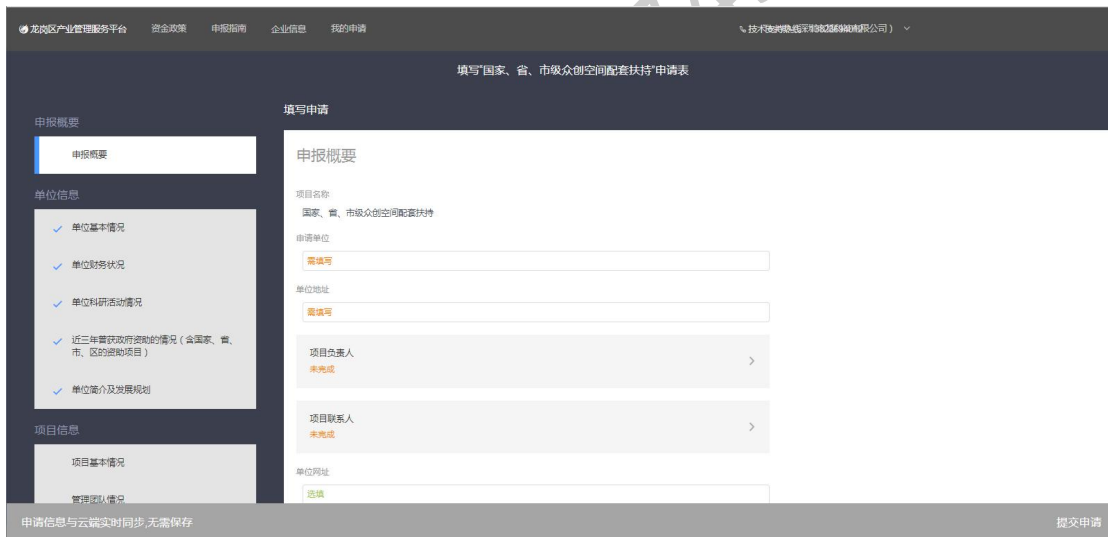 龙岗区产业管理服务平台 资金政策 申报指南 企业信息 我的申请
填写"国家、省、市级众创空间配套扶持"申请表
填写申请
申报概要
申报概要
单位信息
单位基本情况
单位财务状况
单位科研活动情况
近三年曾获政府资助的情况(含国家、省、
市、区的资助项目)
单位简介及发展规划
项目信息
项目基本情况
管理团队情况
申报概要
项目名称
国家、省、市级众创空间配套扶持
申请单位
需填写
单位地址
需填写
项目负责人
未完成
项目联系人
未完成
单位网址
选填
申请信息与云端实时同步,无需保存 提交申请